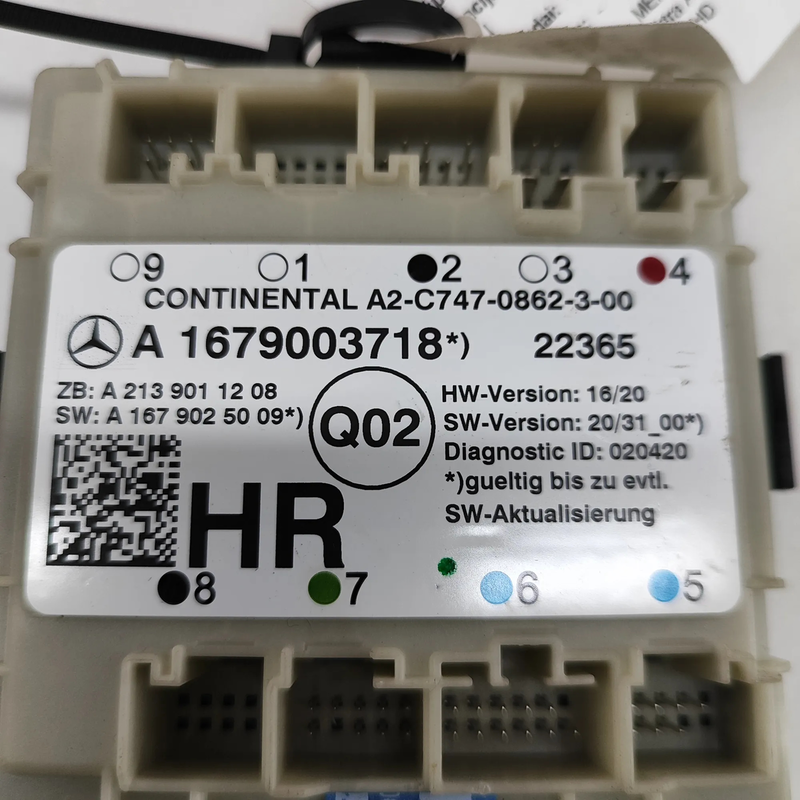 9 1 2 3 4
CONTINENTAL A2-C747-0862-3-00
A 1679003718*) 22365
ZB: A 213 901 12 08
SW: A 167 902 50 09*)
Q02
HW-Version: 16/20
SW-Version: 20/31_00*)
Diagnostic ID: 020420
*)gueltig bis zu evtl.
SW-Aktualisierung
HR
8 7 6 5